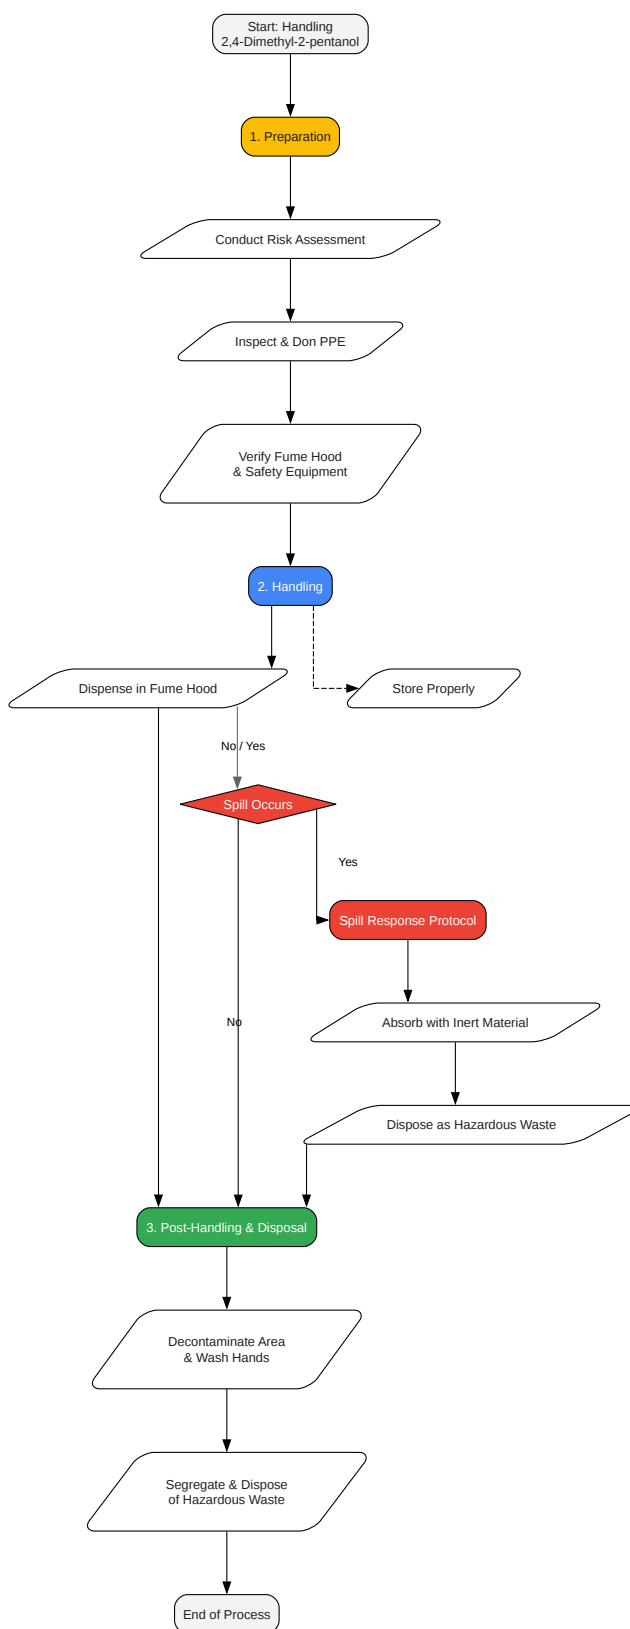 Start: Handling
2,4-Dimethyl-2-pentanol
1. Preparation
Conduct Risk Assessment
Inspect & Don PPE
Verify Fume Hood
& Safety Equipment
2. Handling
Dispense in Fume Hood
Store Properly
No / Yes
Spill Occurs
Yes
Spill Response Protocol
No
Absorb with Inert Material
Dispose as Hazardous Waste
3. Post-Handling & Disposal
Decontaminate Area
& Wash Hands
Segregate & Dispose
of Hazardous Waste
End of Process